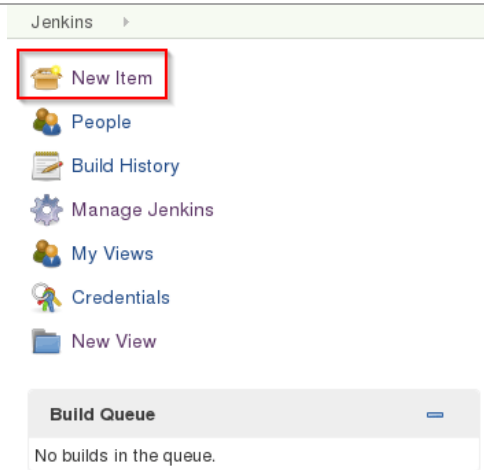 Jenkins
New Item
People
Build History
Manage Jenkins
My Views
Credentials
New View
Build Queue
No builds in the queue.